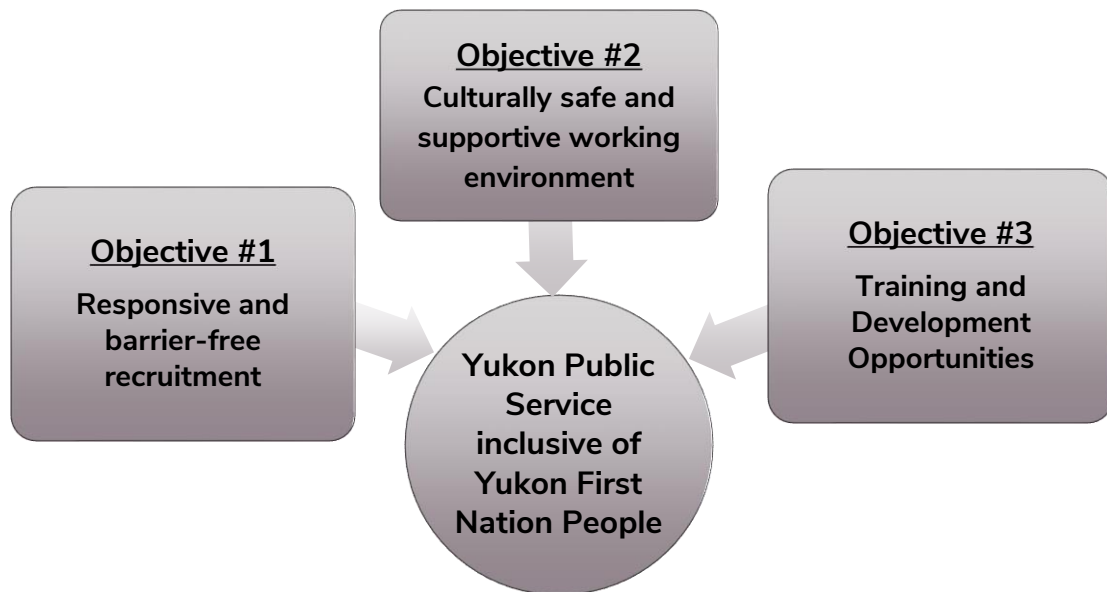 Objective #1
Responsive and
barrier-free
recruitment
Objective #2
Culturally safe and
supportive working
environment
Objective #3
Training and
Development
Opportunities
Yukon Public
Service
inclusive of
Yukon First
Nation People